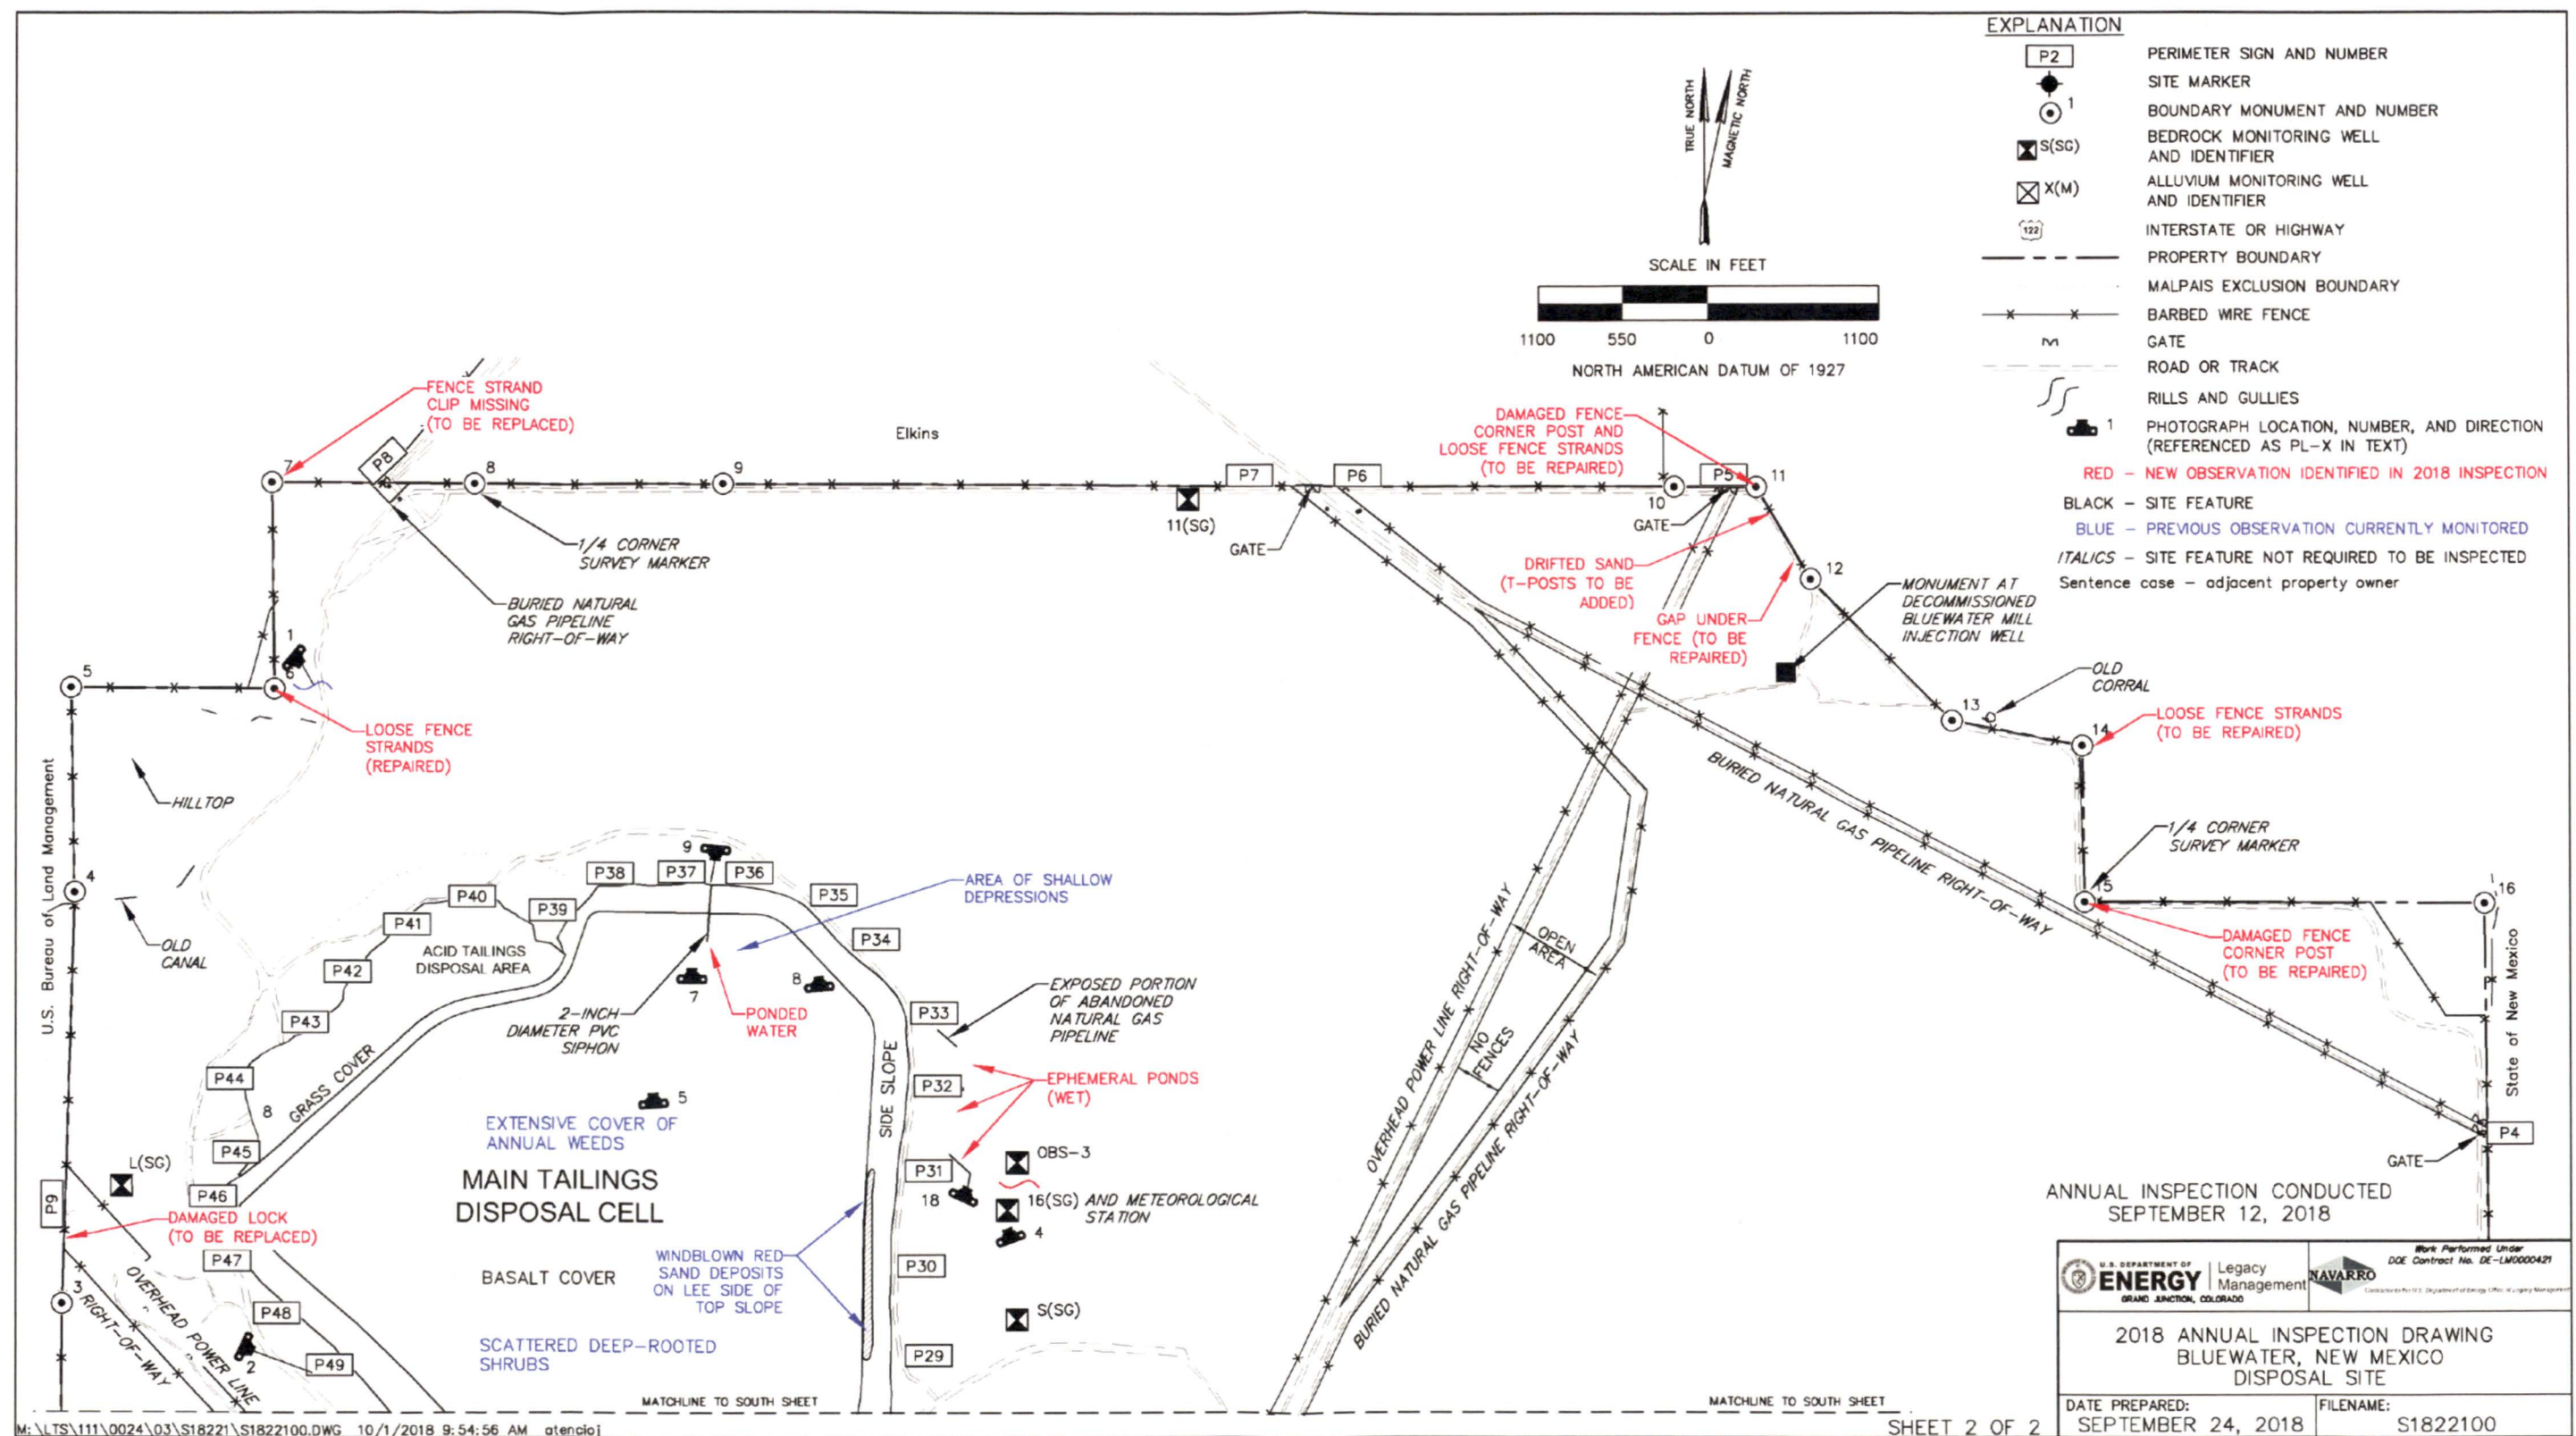 EXPLANATION
P2
PERIMETER SIGN AND NUMBER
SITE MARKER
1
BOUNDARY MONUMENT AND NUMBER
S(SG)
BEDROCK MONITORING WELL
AND IDENTIFIER
X(M)
ALLUVIUM MONITORING WELL
AND IDENTIFIER
122
INTERSTATE OR HIGHWAY
PROPERTY BOUNDARY
MALPAIS EXCLUSION BOUNDARY
BARBED WIRE FENCE
GATE
ROAD OR TRACK
RILLS AND GULLIES
1
PHOTOGRAPH LOCATION, NUMBER, AND DIRECTION
(REFERENCED AS PL-X IN TEXT)
RED - NEW OBSERVATION IDENTIFIED IN 2018 INSPECTION
BLACK - SITE FEATURE
BLUE - PREVIOUS OBSERVATION CURRENTLY MONITORED
ITALICS - SITE FEATURE NOT REQUIRED TO BE INSPECTED
Sentence case - adjacent property owner
TRUE NORTH
MAGNETIC NORTH
SCALE IN FEET
1100 550 0 1100
NORTH AMERICAN DATUM OF 1927
FENCE STRAND
CLIP MISSING
(TO BE REPLACED)
Elkins
7
P8
8
9
1/4 CORNER
SURVEY MARKER
BURIED NATURAL
GAS PIPELINE
RIGHT-OF-WAY
11(SG)
P7
P6
GATE
DAMAGED FENCE
CORNER POST AND
LOOSE FENCE STRANDS
(TO BE REPAIRED)
10
P5
11
GATE
DRIFTED SAND
(T-POSTS TO BE
ADDED)
GAP UNDER
FENCE (TO BE
REPAIRED)
12
MONUMENT AT
DECOMMISSIONED
BLUEWATER MILL
INJECTION WELL
OLD
CORRAL
13
14
LOOSE FENCE STRANDS
(TO BE REPAIRED)
1/4 CORNER
SURVEY MARKER
15
16
DAMAGED FENCE
CORNER POST
(TO BE REPAIRED)
State of New Mexico
P4
GATE
BURIED NATURAL GAS PIPELINE RIGHT-OF-WAY
1
6
5
LOOSE FENCE
STRANDS
(REPAIRED)
HILLTOP
U.S. Bureau of Land Management
4
OLD
CANAL
9
P38
P37
P36
P35
P34
P33
P32
P31
P30
P29
P39
P40
P41
P42
P43
P44
P45
P46
P47
P48
P49
ACID TAILINGS
DISPOSAL AREA
AREA OF SHALLOW
DEPRESSIONS
7
8
2-INCH
DIAMETER PVC
SIPHON
PONDED
WATER
EXPOSED PORTION
OF ABANDONED
NATURAL GAS
PIPELINE
EPHEMERAL PONDS
(WET)
GRASS COVER
8
SIDE SLOPE
5
EXTENSIVE COVER OF
ANNUAL WEEDS
MAIN TAILINGS
DISPOSAL CELL
BASALT COVER
WINDBLOWN RED
SAND DEPOSITS
ON LEE SIDE OF
TOP SLOPE
SCATTERED DEEP-ROOTED
SHRUBS
OBS-3
18
16(SG) AND METEOROLOGICAL
STATION
4
S(SG)
L(SG)
P9
DAMAGED LOCK
(TO BE REPLACED)
3
OVERHEAD POWER LINE
RIGHT-OF-WAY
2
OVERHEAD POWER LINE RIGHT-OF-WAY
OPEN
AREA
NO
FENCES
BURIED NATURAL GAS PIPELINE RIGHT-OF-WAY
MATCHLINE TO SOUTH SHEET
MATCHLINE TO SOUTH SHEET
ANNUAL INSPECTION CONDUCTED
SEPTEMBER 12, 2018
U.S. DEPARTMENT OF
ENERGY
GRAND JUNCTION, COLORADO
Legacy
Management
NAVARRO
Work Performed Under
DOE Contract No. DE-LM0000421
2018 ANNUAL INSPECTION DRAWING
BLUEWATER, NEW MEXICO
DISPOSAL SITE
DATE PREPARED:
SEPTEMBER 24, 2018
FILENAME:
S1822100
SHEET 2 OF 2
M:\LTS\111\0024\03\S18221\S1822100.DWG 10/1/2018 9:54:56 AM atencioj